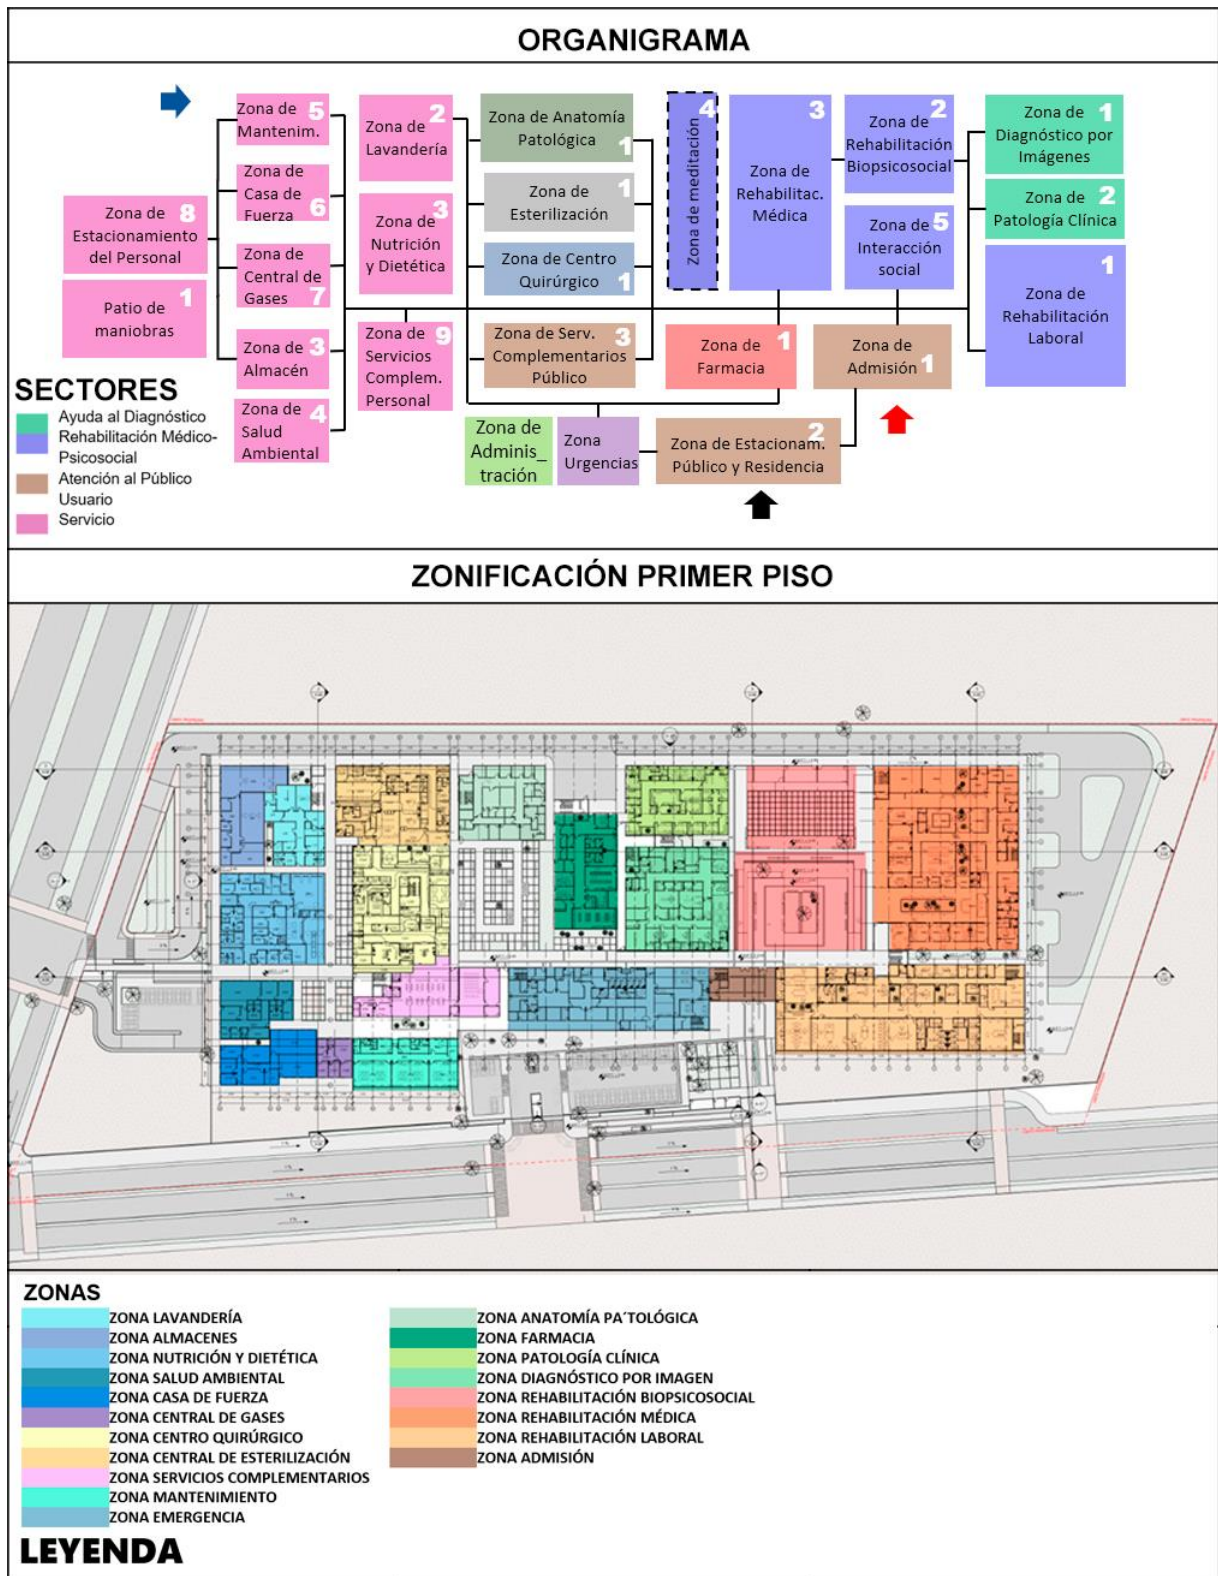 ORGANIGRAMA
Zona de 5
Mantenim.
Zona de
Casa de
Fuerza 6
Zona de
Central de
Gases 7
Zona de 3
Almacén
Zona de
Salud 4
Ambiental
Zona de 8
Estacionamiento
del Personal
Patio de 1
maniobras
2
Zona de
Lavandería
Zona de 3
Nutrición
y Dietética
Zona de 9
Servicios
Complem.
Personal
Zona de Anatomía
Patológica 1
Zona de 1
Esterilización
Zona de Centro
Quirúrgico 1
Zona de Serv. 3
Complementarios
Público
Zona de
Adminis_
tración
Zona
Urgencias
4
Zona de meditación
3
Zona de
Rehabilitac.
Médica
Zona de 1
Farmacia
Zona de Estacionam. 2
Público y Residencia
Zona de 2
Rehabilitación
Biopsicosocial
Zona de 5
Interacción
social
Zona de
Admisión 1
Zona de 1
Diagnóstico por
Imágenes
Zona de 2
Patología Clínica
1
Zona de
Rehabilitación
Laboral
SECTORES
Ayuda al Diagnóstico
Rehabilitación Médico-
Psicosocial
Atención al Público
Usuario
Servicio
ZONIFICACIÓN PRIMER PISO
ZONAS
ZONA LAVANDERÍA
ZONA ALMACENES
ZONA NUTRICIÓN Y DIETÉTICA
ZONA SALUD AMBIENTAL
ZONA CASA DE FUERZA
ZONA CENTRAL DE GASES
ZONA CENTRO QUIRÚRGICO
ZONA CENTRAL DE ESTERILIZACIÓN
ZONA SERVICIOS COMPLEMENTARIOS
ZONA MANTENIMIENTO
ZONA EMERGENCIA
ZONA ANATOMÍA PA´TOLÓGICA
ZONA FARMACIA
ZONA PATOLOGÍA CLÍNICA
ZONA DIAGNÓSTICO POR IMAGEN
ZONA REHABILITACIÓN BIOPSICOSOCIAL
ZONA REHABILITACIÓN MÉDICA
ZONA REHABILITACIÓN LABORAL
ZONA ADMISIÓN
LEYENDA